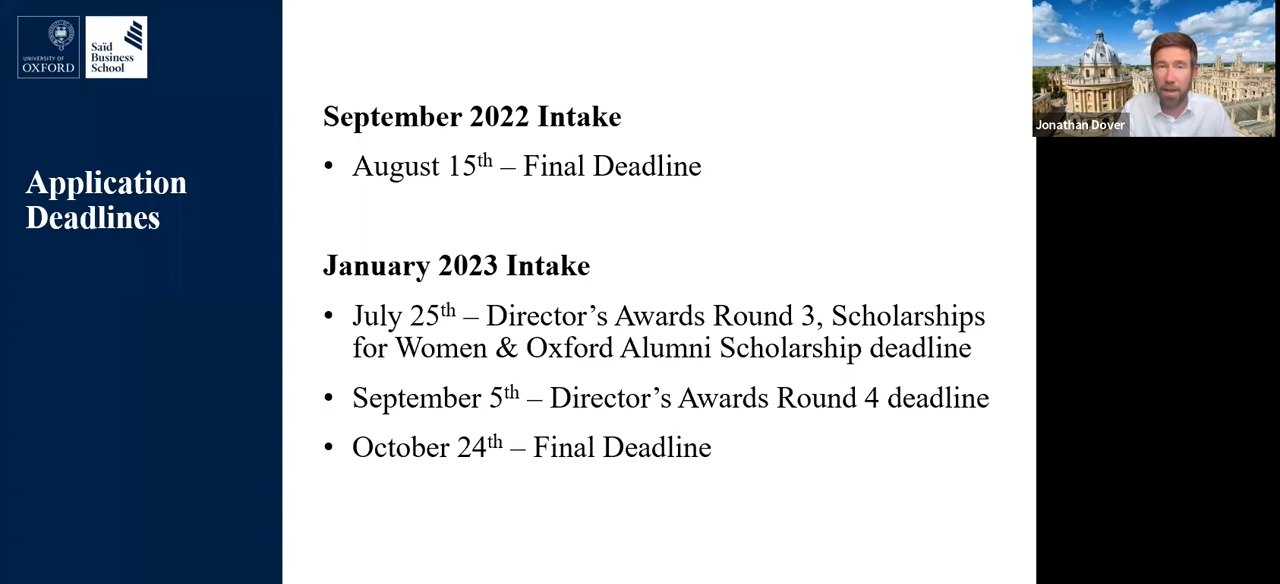 UNIVERSITY OF
OXFORD
Saïd
Business
School
Application
Deadlines
September 2022 Intake
• August 15th – Final Deadline
January 2023 Intake
• July 25th – Director’s Awards Round 3, Scholarships
for Women & Oxford Alumni Scholarship deadline
• September 5th – Director’s Awards Round 4 deadline
• October 24th – Final Deadline
Jonathan Dover